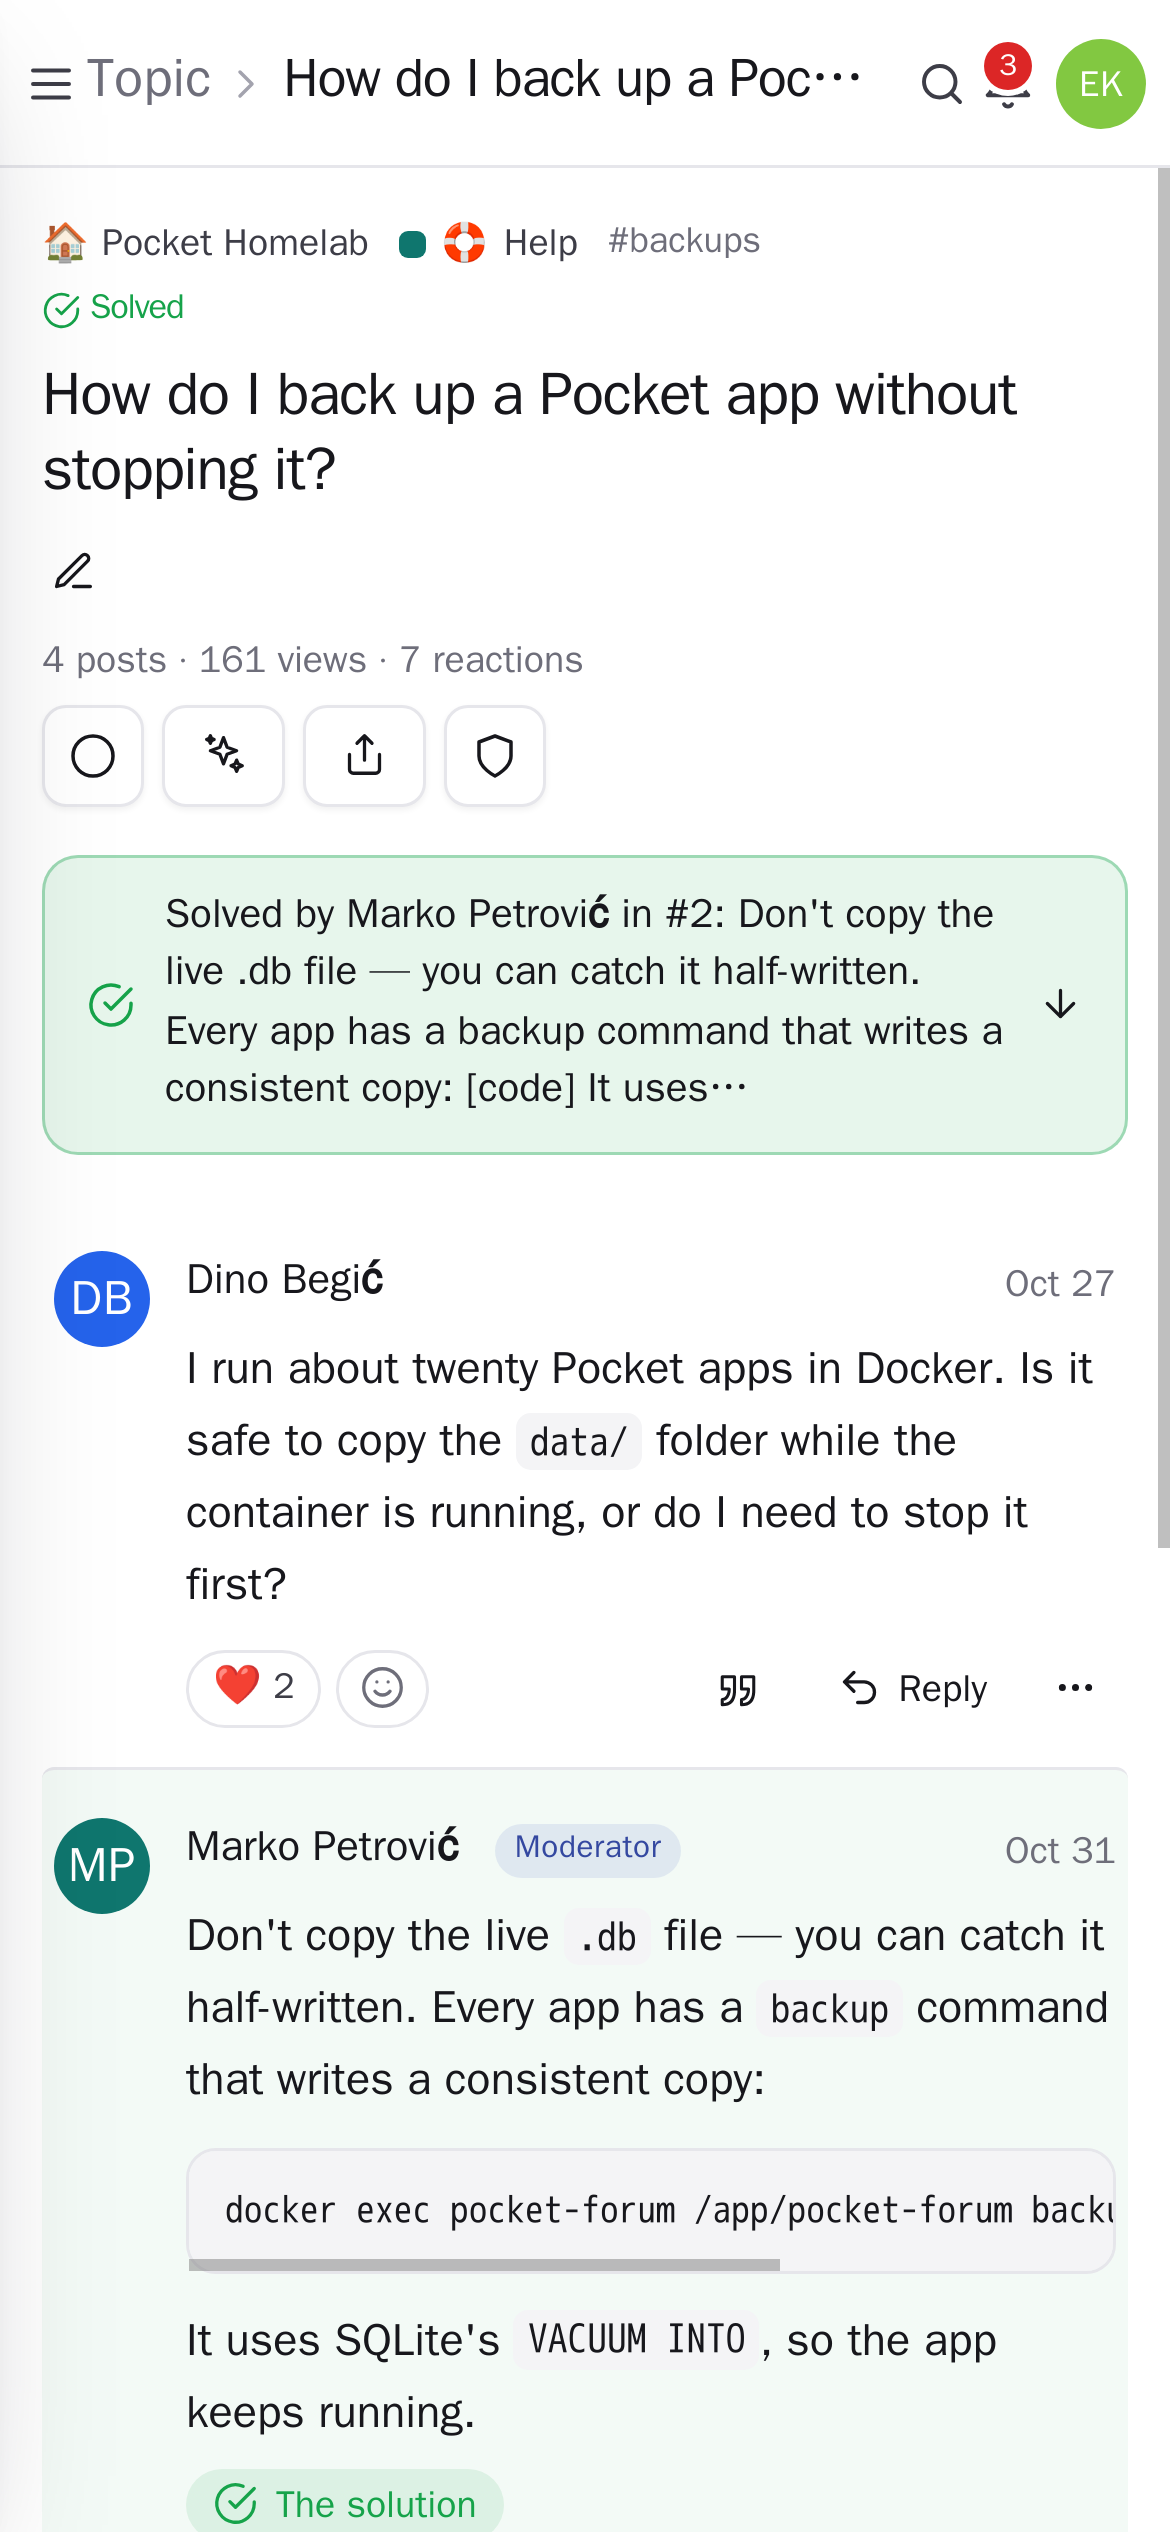 Topic > How do I back up a Poc···
3
EK
🏠 Pocket Homelab 🛟 Help #backups
Solved
How do I back up a Pocket app without
stopping it?
4 posts · 161 views · 7 reactions
Solved by Marko Petrović in #2: Don't copy the
live .db file — you can catch it half-written.
Every app has a backup command that writes a
consistent copy: [code] It uses···
DB
Dino Begić
Oct 27
I run about twenty Pocket apps in Docker. Is it
safe to copy the data/ folder while the
container is running, or do I need to stop it
first?
❤️ 2
Reply
MP
Marko Petrović Moderator
Oct 31
Don't copy the live .db file — you can catch it
half-written. Every app has a backup command
that writes a consistent copy:
docker exec pocket-forum /app/pocket-forum backu
It uses SQLite's VACUUM INTO, so the app
keeps running.
The solution